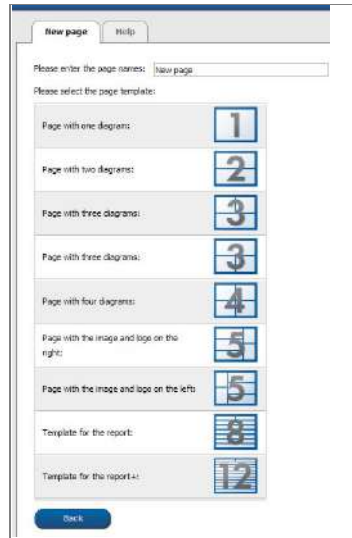 New page
Help
Please enter the page names:
New page
Please select the page template:
Page with one diagram:
1
Page with two diagrams:
2
Page with three diagrams:
3
Page with three diagrams:
3
Page with four diagrams:
4
Page with the image and logo on the
right:
5
Page with the image and logo on the left:
5
Template for the report:
8
Template for the report+:
12
Back